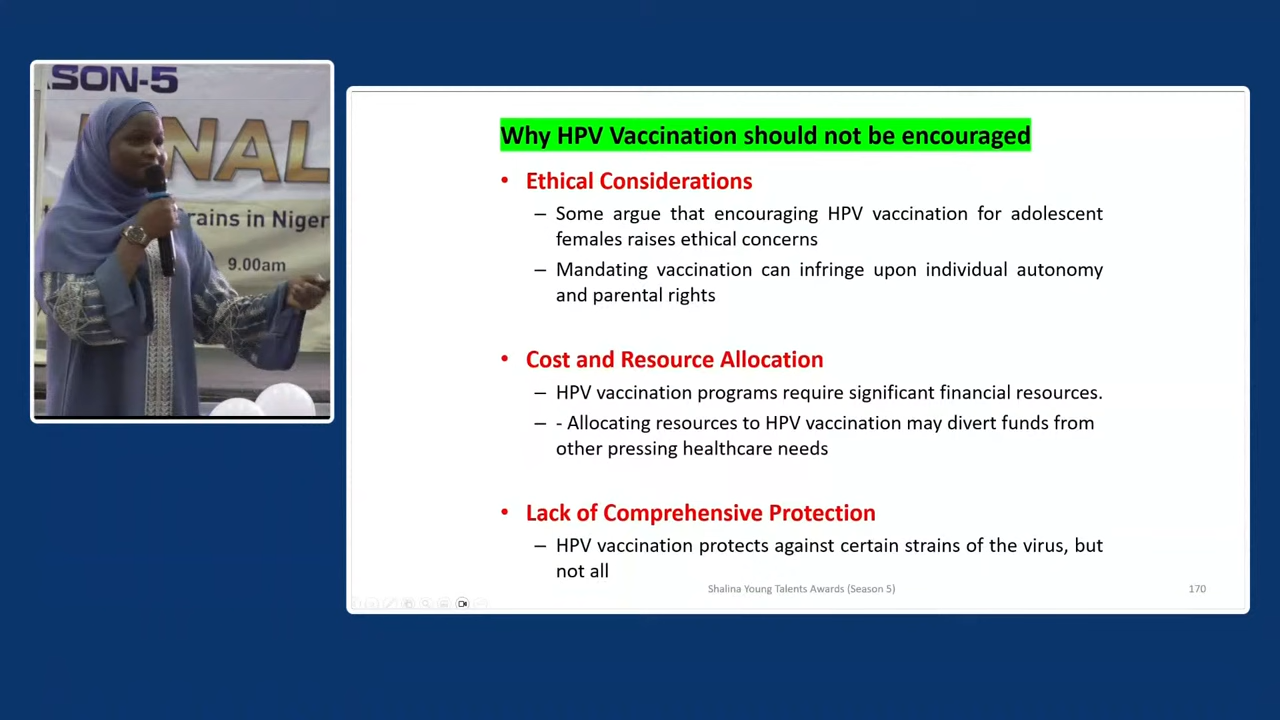 SON-5
NAL
rains in Niger
9.00am
Why HPV Vaccination should not be encouraged
• Ethical Considerations
– Some argue that encouraging HPV vaccination for adolescent
females raises ethical concerns
– Mandating vaccination can infringe upon individual autonomy
and parental rights
• Cost and Resource Allocation
– HPV vaccination programs require significant financial resources.
– - Allocating resources to HPV vaccination may divert funds from
other pressing healthcare needs
• Lack of Comprehensive Protection
– HPV vaccination protects against certain strains of the virus, but
not all
Shalina Young Talents Awards (Season 5)
170